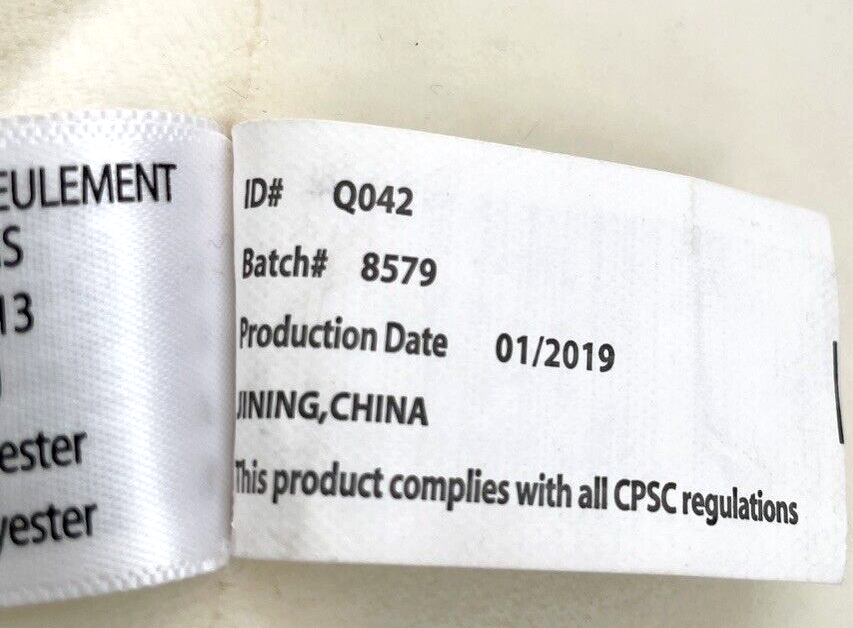 EULEMENT
S
13
ester
yester
ID# Q042
Batch# 8579
Production Date 01/2019
JINING,CHINA
This product complies with all CPSC regulations